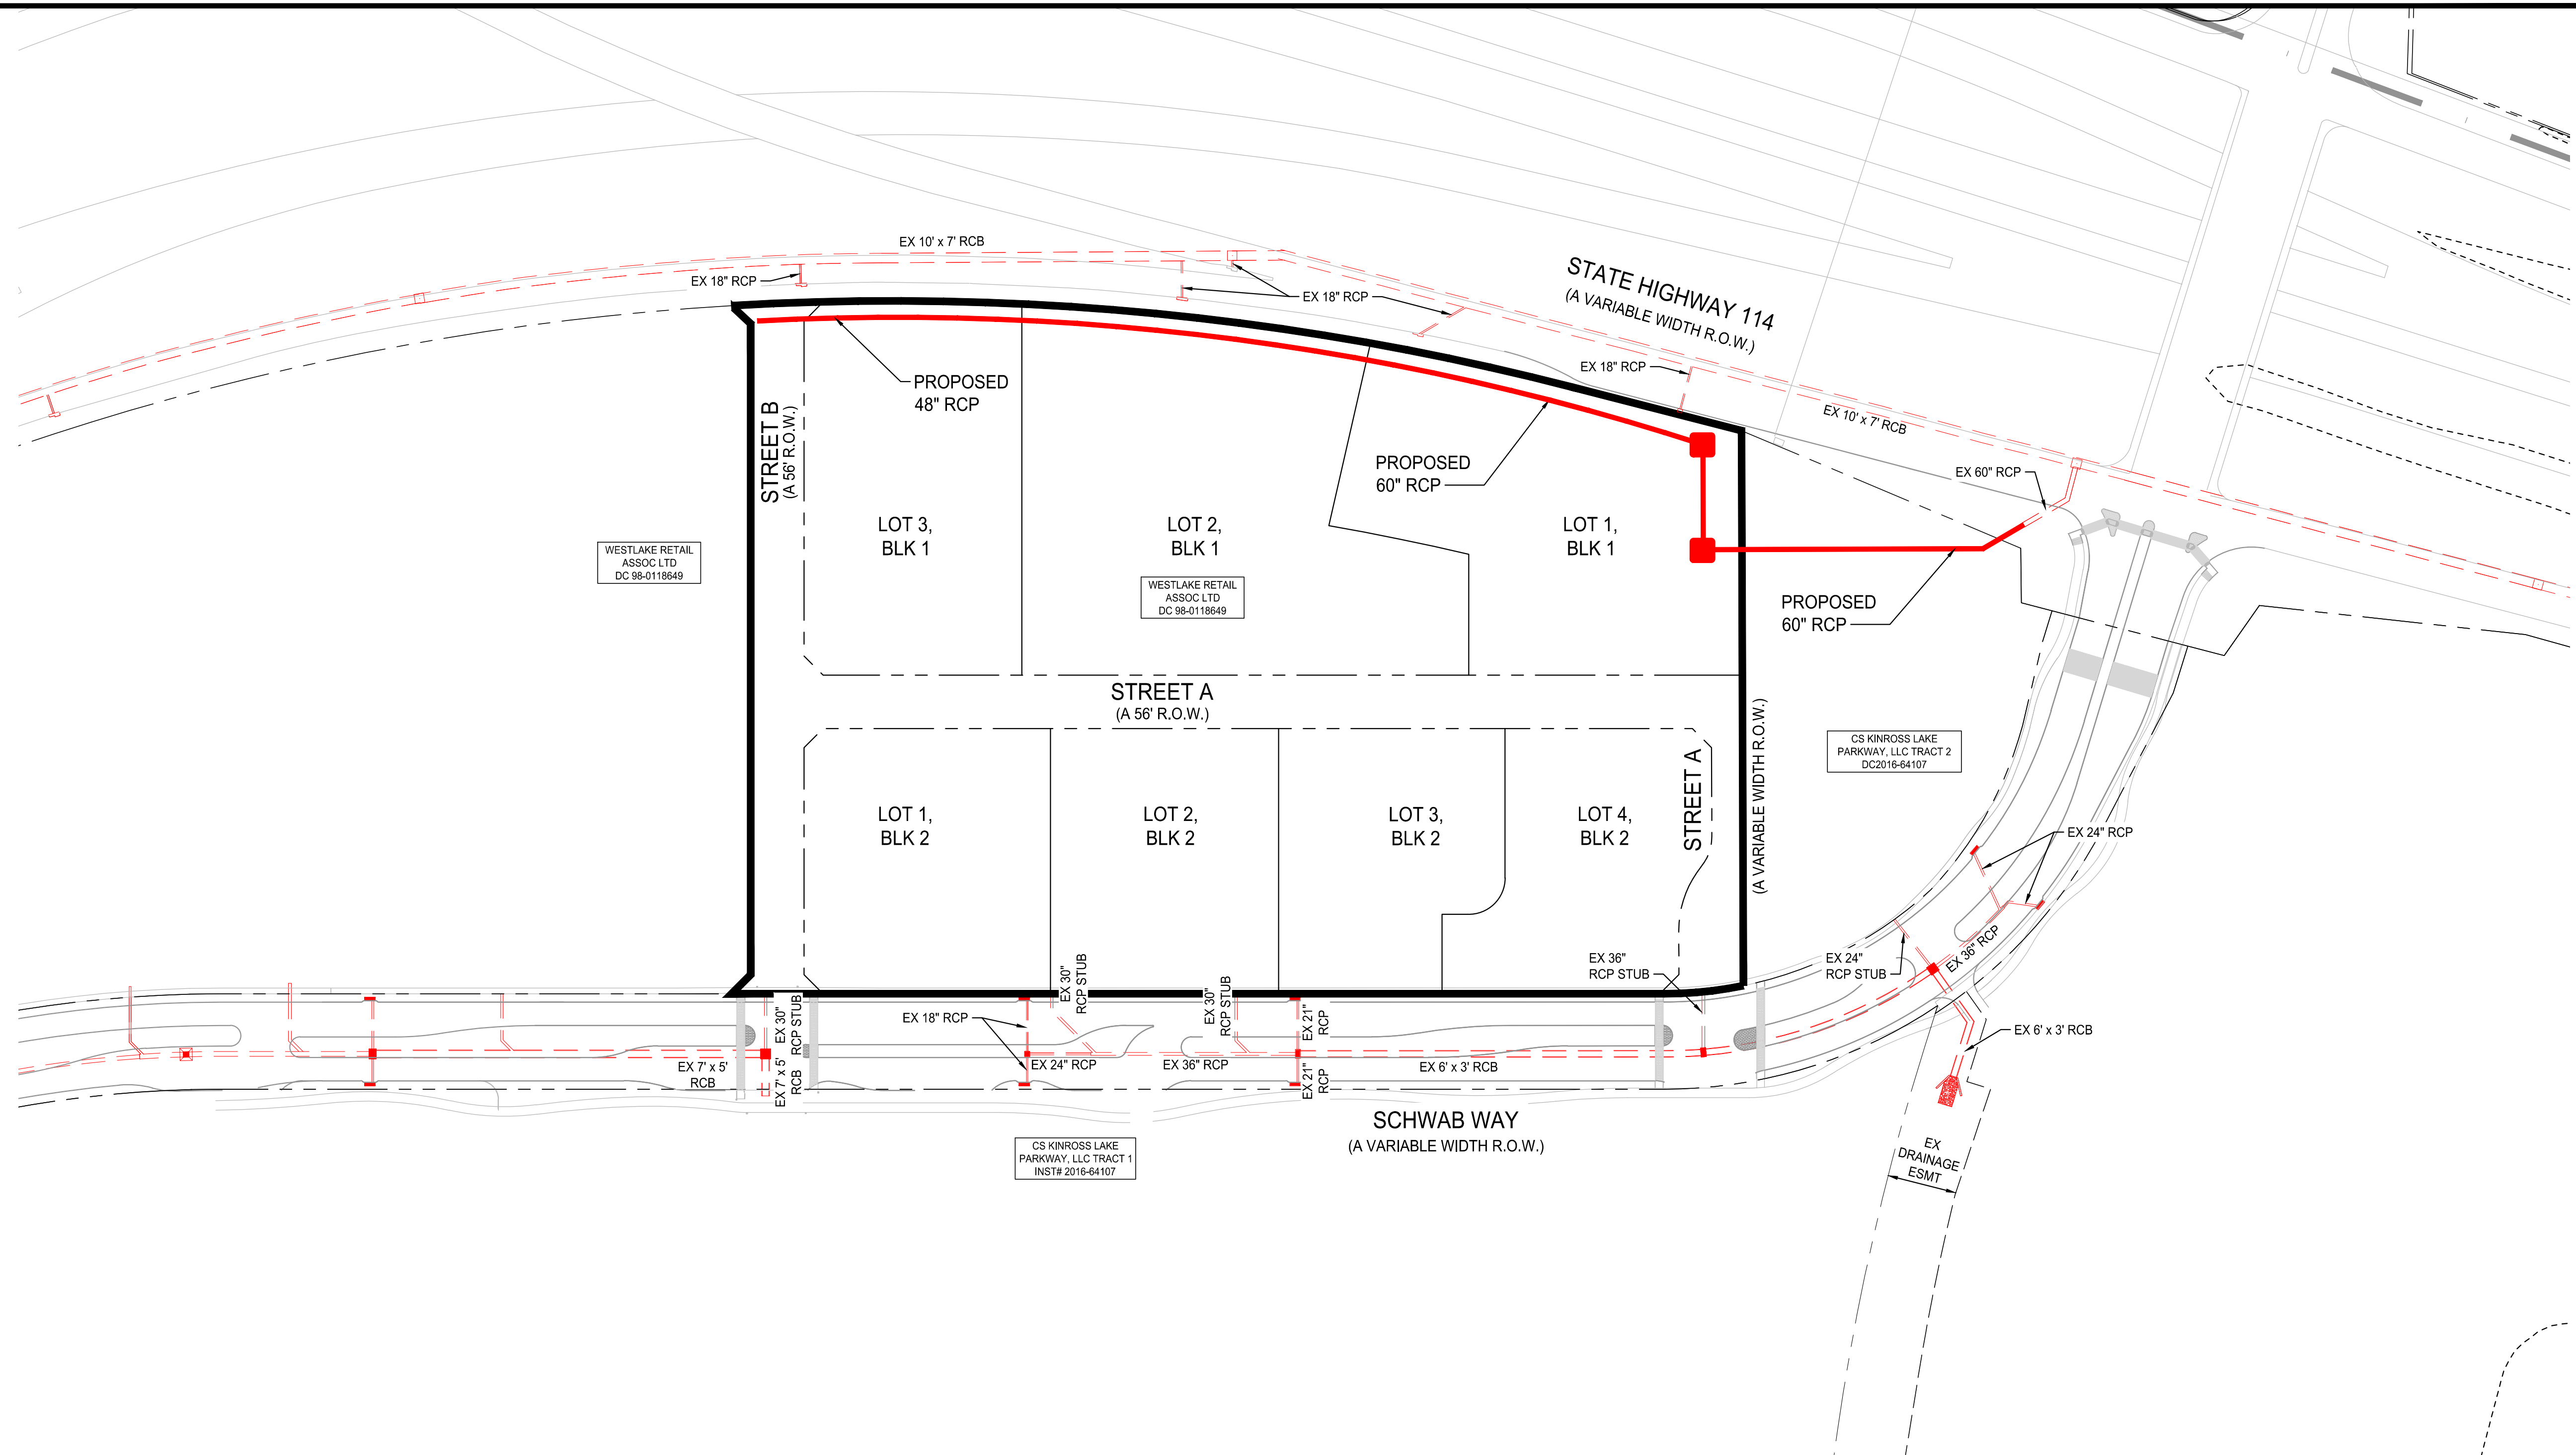 EX 10' x 7' RCB
EX 18" RCP
EX 18" RCP
STATE HIGHWAY 114
(A VARIABLE WIDTH R.O.W.)
EX 18" RCP
EX 10' x 7' RCB
PROPOSED
48" RCP
STREET B
(A 56' R.O.W.)
PROPOSED
60" RCP
EX 60" RCP
LOT 3,
BLK 1
LOT 2,
BLK 1
LOT 1,
BLK 1
WESTLAKE RETAIL
ASSOC LTD
DC 98-0118649
WESTLAKE RETAIL
ASSOC LTD
DC 98-0118649
PROPOSED
60" RCP
STREET A
(A 56' R.O.W.)
STREET A
(A VARIABLE WIDTH R.O.W.)
CS KINROSS LAKE
PARKWAY, LLC TRACT 2
DC2016-64107
LOT 1,
BLK 2
LOT 2,
BLK 2
LOT 3,
BLK 2
LOT 4,
BLK 2
EX 24" RCP
EX 36"
RCP STUB
EX 24"
RCP STUB
EX 36" RCP
EX 30"
RCP STUB
EX 30"
RCP STUB
EX 30"
RCP STUB
EX 18" RCP
EX 21"
RCP
EX 6' x 3' RCB
EX 7' x 5'
RCB
EX 7' x 5'
RCB
EX 24" RCP
EX 36" RCP
EX 21"
RCP
EX 6' x 3' RCB
SCHWAB WAY
(A VARIABLE WIDTH R.O.W.)
CS KINROSS LAKE
PARKWAY, LLC TRACT 1
INST# 2016-64107
EX
DRAINAGE
ESMT